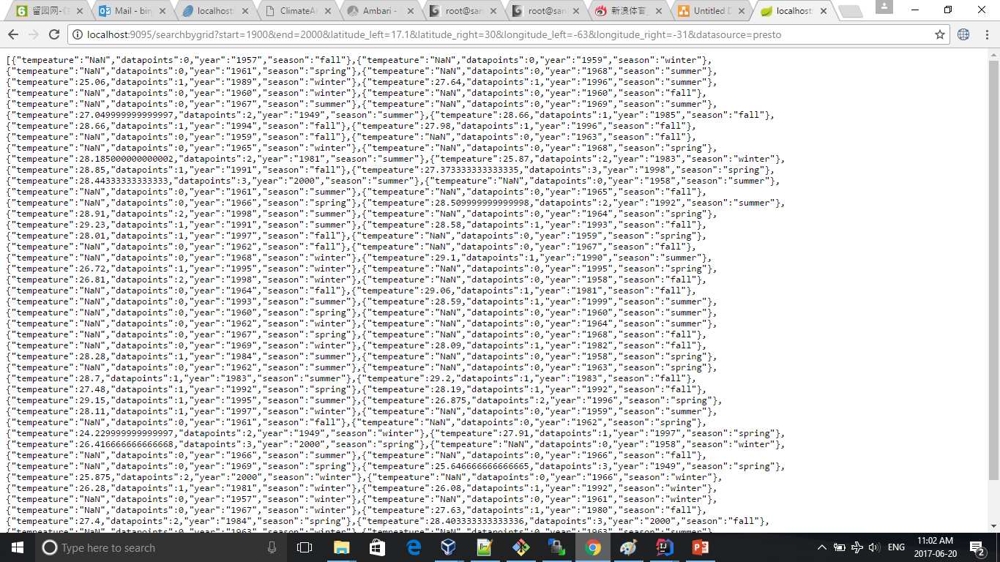 留园网-6
Mail - bin
localhost:
ClimateAn
Ambari -
root@san
root@san
新浪体育_
Untitled D
localhost:
localhost:9095/searchbygrid?start=1900&end=2000&latitude_left=17.1&latitude_right=30&longitude_left=-63&longitude_right=-31&datasource=presto
[{"tempeature":"NaN","datapoints":0,"year":"1957","season":"fall"},{"tempeature":"NaN","datapoints":0,"year":"1959","season":"winter"},
{"tempeature":"NaN","datapoints":0,"year":"1961","season":"spring"},{"tempeature":"NaN","datapoints":0,"year":"1968","season":"summer"},
{"tempeature":25.06,"datapoints":1,"year":"1989","season":"winter"},{"tempeature":27.64,"datapoints":1,"year":"1996","season":"summer"},
{"tempeature":"NaN","datapoints":0,"year":"1960","season":"winter"},{"tempeature":"NaN","datapoints":0,"year":"1960","season":"fall"},
{"tempeature":"NaN","datapoints":0,"year":"1967","season":"summer"},{"tempeature":"NaN","datapoints":0,"year":"1969","season":"summer"},
{"tempeature":27.049999999999997,"datapoints":2,"year":"1949","season":"summer"},{"tempeature":28.66,"datapoints":1,"year":"1985","season":"fall"},
{"tempeature":28.66,"datapoints":1,"year":"1994","season":"fall"},{"tempeature":27.98,"datapoints":1,"year":"1996","season":"fall"},
{"tempeature":"NaN","datapoints":0,"year":"1959","season":"fall"},{"tempeature":"NaN","datapoints":0,"year":"1963","season":"fall"},
{"tempeature":"NaN","datapoints":0,"year":"1965","season":"winter"},{"tempeature":"NaN","datapoints":0,"year":"1968","season":"spring"},
{"tempeature":28.185000000000002,"datapoints":2,"year":"1981","season":"summer"},{"tempeature":25.87,"datapoints":2,"year":"1983","season":"winter"},
{"tempeature":28.85,"datapoints":1,"year":"1991","season":"fall"},{"tempeature":27.373333333333335,"datapoints":3,"year":"1998","season":"spring"},
{"tempeature":28.44333333333333,"datapoints":3,"year":"2000","season":"summer"},{"tempeature":"NaN","datapoints":0,"year":"1958","season":"summer"},
{"tempeature":"NaN","datapoints":0,"year":"1961","season":"summer"},{"tempeature":"NaN","datapoints":0,"year":"1965","season":"fall"},
{"tempeature":"NaN","datapoints":0,"year":"1966","season":"spring"},{"tempeature":28.509999999999998,"datapoints":2,"year":"1992","season":"summer"},
{"tempeature":28.91,"datapoints":2,"year":"1998","season":"summer"},{"tempeature":"NaN","datapoints":0,"year":"1964","season":"spring"},
{"tempeature":29.23,"datapoints":1,"year":"1991","season":"summer"},{"tempeature":28.58,"datapoints":1,"year":"1993","season":"fall"},
{"tempeature":28.01,"datapoints":1,"year":"1997","season":"fall"},{"tempeature":"NaN","datapoints":0,"year":"1959","season":"spring"},
{"tempeature":"NaN","datapoints":0,"year":"1962","season":"fall"},{"tempeature":"NaN","datapoints":0,"year":"1967","season":"fall"},
{"tempeature":"NaN","datapoints":0,"year":"1968","season":"winter"},{"tempeature":29.1,"datapoints":1,"year":"1990","season":"summer"},
{"tempeature":26.72,"datapoints":1,"year":"1995","season":"winter"},{"tempeature":"NaN","datapoints":0,"year":"1995","season":"spring"},
{"tempeature":26.81,"datapoints":2,"year":"1998","season":"winter"},{"tempeature":"NaN","datapoints":0,"year":"1958","season":"fall"},
{"tempeature":"NaN","datapoints":0,"year":"1964","season":"fall"},{"tempeature":29.06,"datapoints":1,"year":"1981","season":"fall"},
{"tempeature":"NaN","datapoints":0,"year":"1993","season":"summer"},{"tempeature":28.59,"datapoints":1,"year":"1999","season":"summer"},
{"tempeature":"NaN","datapoints":0,"year":"1960","season":"spring"},{"tempeature":"NaN","datapoints":0,"year":"1960","season":"summer"},
{"tempeature":"NaN","datapoints":0,"year":"1962","season":"winter"},{"tempeature":"NaN","datapoints":0,"year":"1964","season":"summer"},
{"tempeature":"NaN","datapoints":0,"year":"1967","season":"spring"},{"tempeature":"NaN","datapoints":0,"year":"1968","season":"fall"},
{"tempeature":"NaN","datapoints":0,"year":"1969","season":"winter"},{"tempeature":28.09,"datapoints":1,"year":"1982","season":"fall"},
{"tempeature":28.28,"datapoints":1,"year":"1984","season":"summer"},{"tempeature":"NaN","datapoints":0,"year":"1958","season":"spring"},
{"tempeature":"NaN","datapoints":0,"year":"1962","season":"summer"},{"tempeature":"NaN","datapoints":0,"year":"1963","season":"spring"},
{"tempeature":28.7,"datapoints":1,"year":"1983","season":"summer"},{"tempeature":29.2,"datapoints":1,"year":"1983","season":"fall"},
{"tempeature":27.48,"datapoints":1,"year":"1992","season":"spring"},{"tempeature":28.19,"datapoints":1,"year":"1992","season":"fall"},
{"tempeature":29.15,"datapoints":1,"year":"1995","season":"summer"},{"tempeature":26.875,"datapoints":2,"year":"1996","season":"spring"},
{"tempeature":28.11,"datapoints":1,"year":"1997","season":"winter"},{"tempeature":"NaN","datapoints":0,"year":"1959","season":"summer"},
{"tempeature":"NaN","datapoints":0,"year":"1961","season":"fall"},{"tempeature":"NaN","datapoints":0,"year":"1962","season":"spring"},
{"tempeature":24.229999999999997,"datapoints":2,"year":"1949","season":"winter"},{"tempeature":27.91,"datapoints":1,"year":"1997","season":"spring"},
{"tempeature":26.416666666666668,"datapoints":3,"year":"2000","season":"spring"},{"tempeature":"NaN","datapoints":0,"year":"1958","season":"winter"},
{"tempeature":"NaN","datapoints":0,"year":"1966","season":"summer"},{"tempeature":"NaN","datapoints":0,"year":"1966","season":"fall"},
{"tempeature":"NaN","datapoints":0,"year":"1969","season":"spring"},{"tempeature":25.646666666666665,"datapoints":3,"year":"1949","season":"spring"},
{"tempeature":25.875,"datapoints":2,"year":"2000","season":"winter"},{"tempeature":"NaN","datapoints":0,"year":"1966","season":"winter"},
{"tempeature":26.28,"datapoints":1,"year":"1981","season":"winter"},{"tempeature":26.08,"datapoints":1,"year":"1992","season":"winter"},
{"tempeature":"NaN","datapoints":0,"year":"1957","season":"winter"},{"tempeature":"NaN","datapoints":0,"year":"1961","season":"winter"},
{"tempeature":"NaN","datapoints":0,"year":"1967","season":"winter"},{"tempeature":27.63,"datapoints":1,"year":"1980","season":"fall"},
{"tempeature":27.4,"datapoints":2,"year":"1984","season":"spring"},{"tempeature":28.403333333333336,"datapoints":3,"year":"2000","season":"fall"},
{"tempeature":"NaN","datapoints":0,"year":"1963","season":"winter"},{"tempeature":"NaN","datapoints":0,"year":"1963","season":"summer"},
Type here to search
ENG
11:02 AM
2017-06-20
2